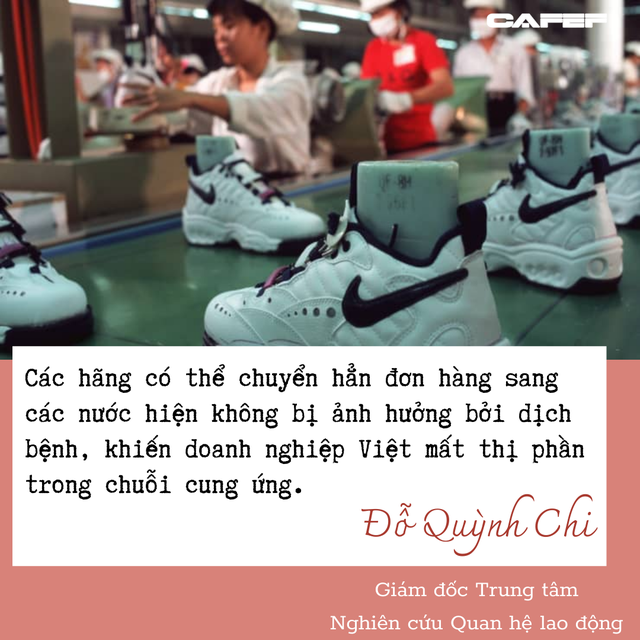 CAFEF
Các hãng có thể chuyển hẳn đơn hàng sang
các nước hiện không bị ảnh hưởng bởi dịch
bệnh, khiến doanh nghiệp Việt mất thị phần
trong chuỗi cung ứng.
Đỗ Quỳnh Chi
Giám đốc Trung tâm
Nghiên cứu Quan hệ lao động